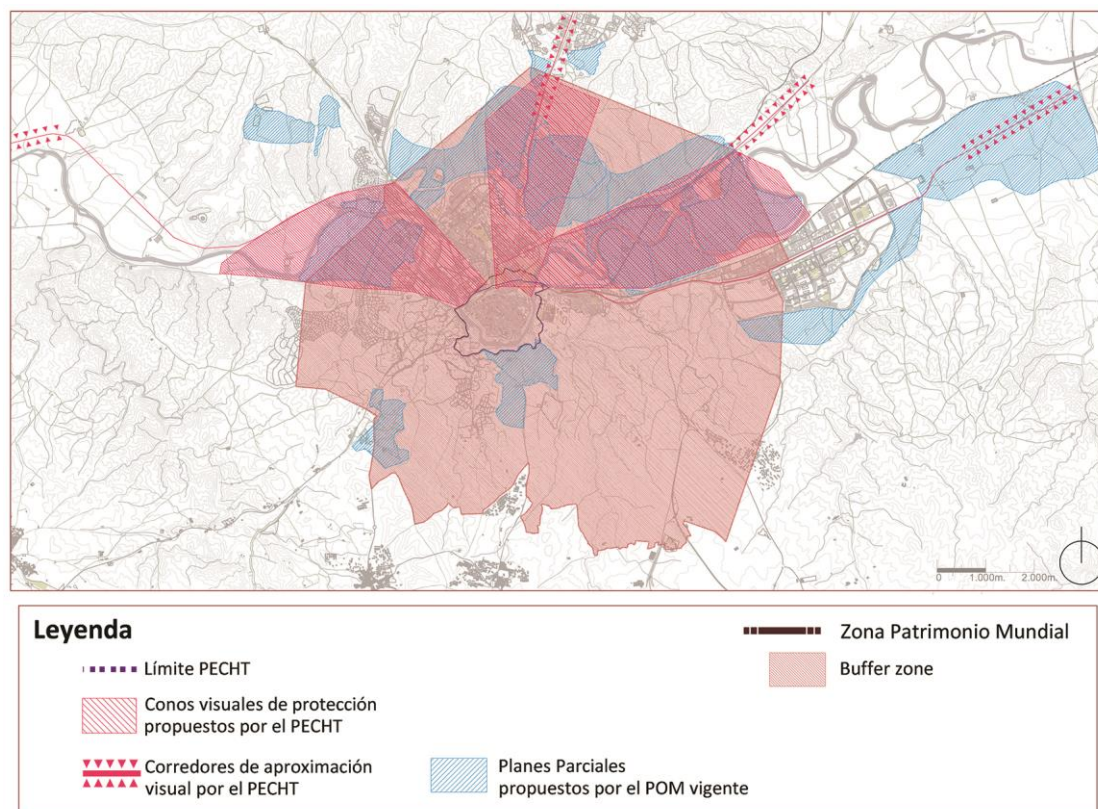 0 1.000m. 2.000m.
Leyenda
Límite PECHT
Conos visuales de protección
propuestos por el PECHT
Corredores de aproximación
visual por el PECHT
Planes Parciales
propuestos por el POM vigente
Zona Patrimonio Mundial
Buffer zone